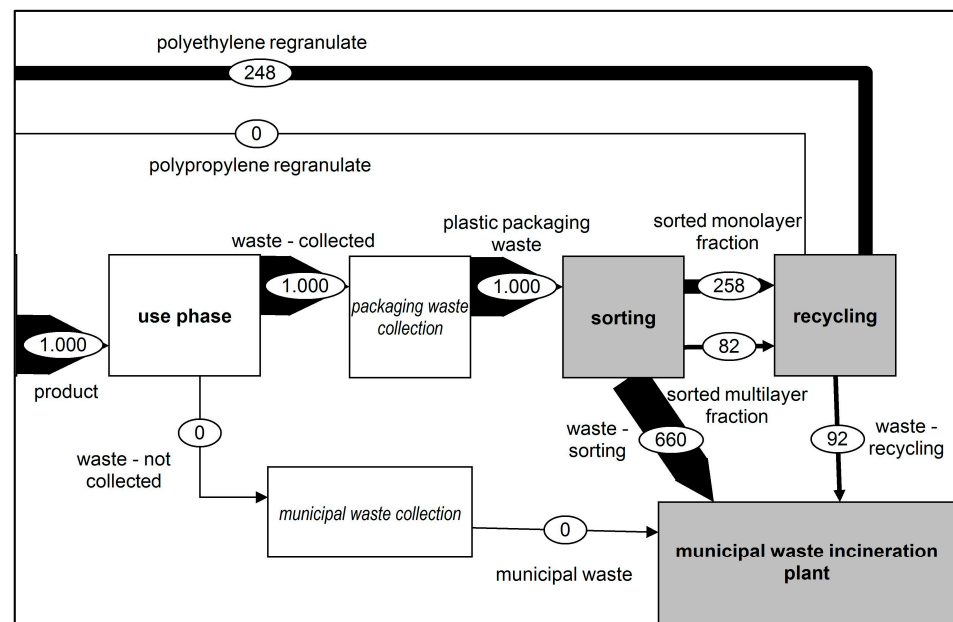 polyethylene regranulate
248
0
polypropylene regranulate
plastic packaging
waste
sorted monolayer
fraction
waste - collected
1.000
1.000
258
use phase
packaging waste
collection
sorting
recycling
1.000
82
product
sorted multilayer
fraction
0
waste - not
collected
waste -
sorting
660
92
waste -
recycling
municipal waste collection
0
municipal waste
municipal waste incineration
plant